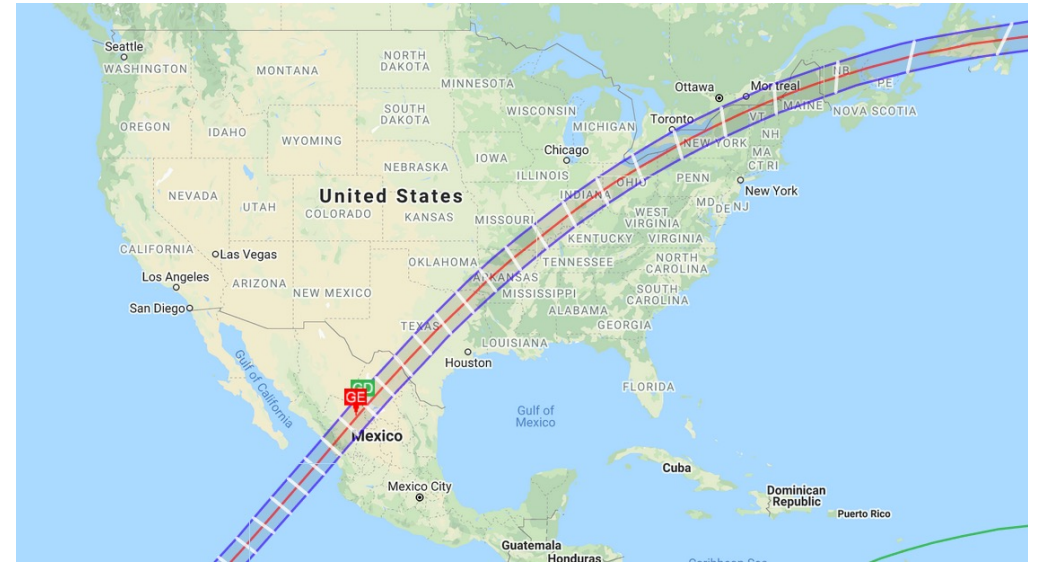 Seattle
WASHINGTON
MONTANA
NORTH
DAKOTA
MINNESOTA
Ottawa
Montreal
NB
PE
MAINE
NOVA SCOTIA
OREGON
IDAHO
SOUTH
DAKOTA
WISCONSIN
MICHIGAN
Toronto
VT
NH
WYOMING
NEW YORK
MA
CT RI
IOWA
Chicago
NEBRASKA
ILLINOIS
INDIANA
OHIO
PENN
New York
NEVADA
UTAH
United States
COLORADO
KANSAS
MISSOURI
WEST
VIRGINIA
MD
DE
NJ
KENTUCKY
VIRGINIA
CALIFORNIA
Las Vegas
OKLAHOMA
TENNESSEE
NORTH
CAROLINA
Los Angeles
ARIZONA
NEW MEXICO
ARKANSAS
MISSISSIPPI
SOUTH
CAROLINA
San Diego
ALABAMA
GEORGIA
TEXAS
LOUISIANA
Houston
Gulf of California
GD
GE
FLORIDA
Gulf of
Mexico
Mexico
Cuba
Mexico City
Dominican
Republic
Puerto Rico
Guatemala
Honduras
Caribbean Sea